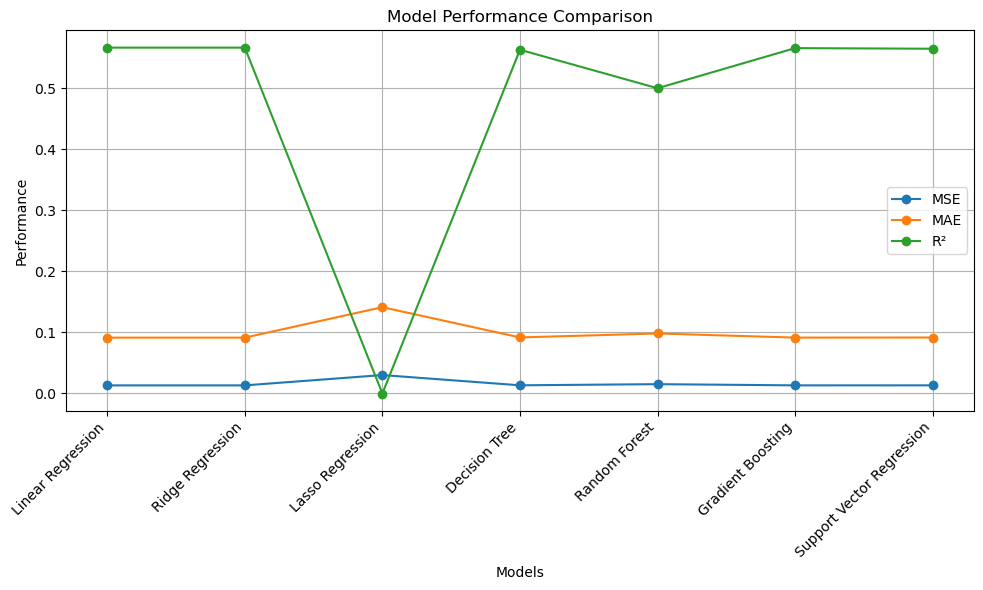 Model Performance Comparison
Performance
0.5
0.4
0.3
0.2
0.1
0.0
MSE
MAE
R²
Linear Regression
Ridge Regression
Lasso Regression
Decision Tree
Random Forest
Gradient Boosting
Support Vector Regression
Models